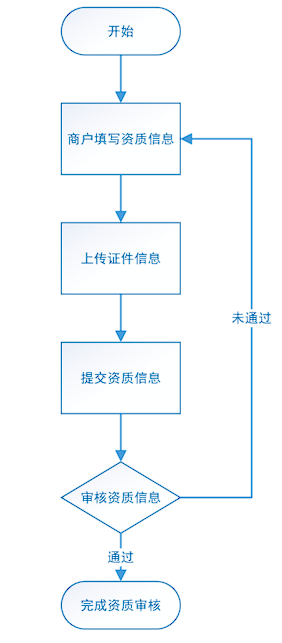 开始
商户填写资质信息
上传证件信息
未通过
提交资质信息
审核资质信息
通过
完成资质审核